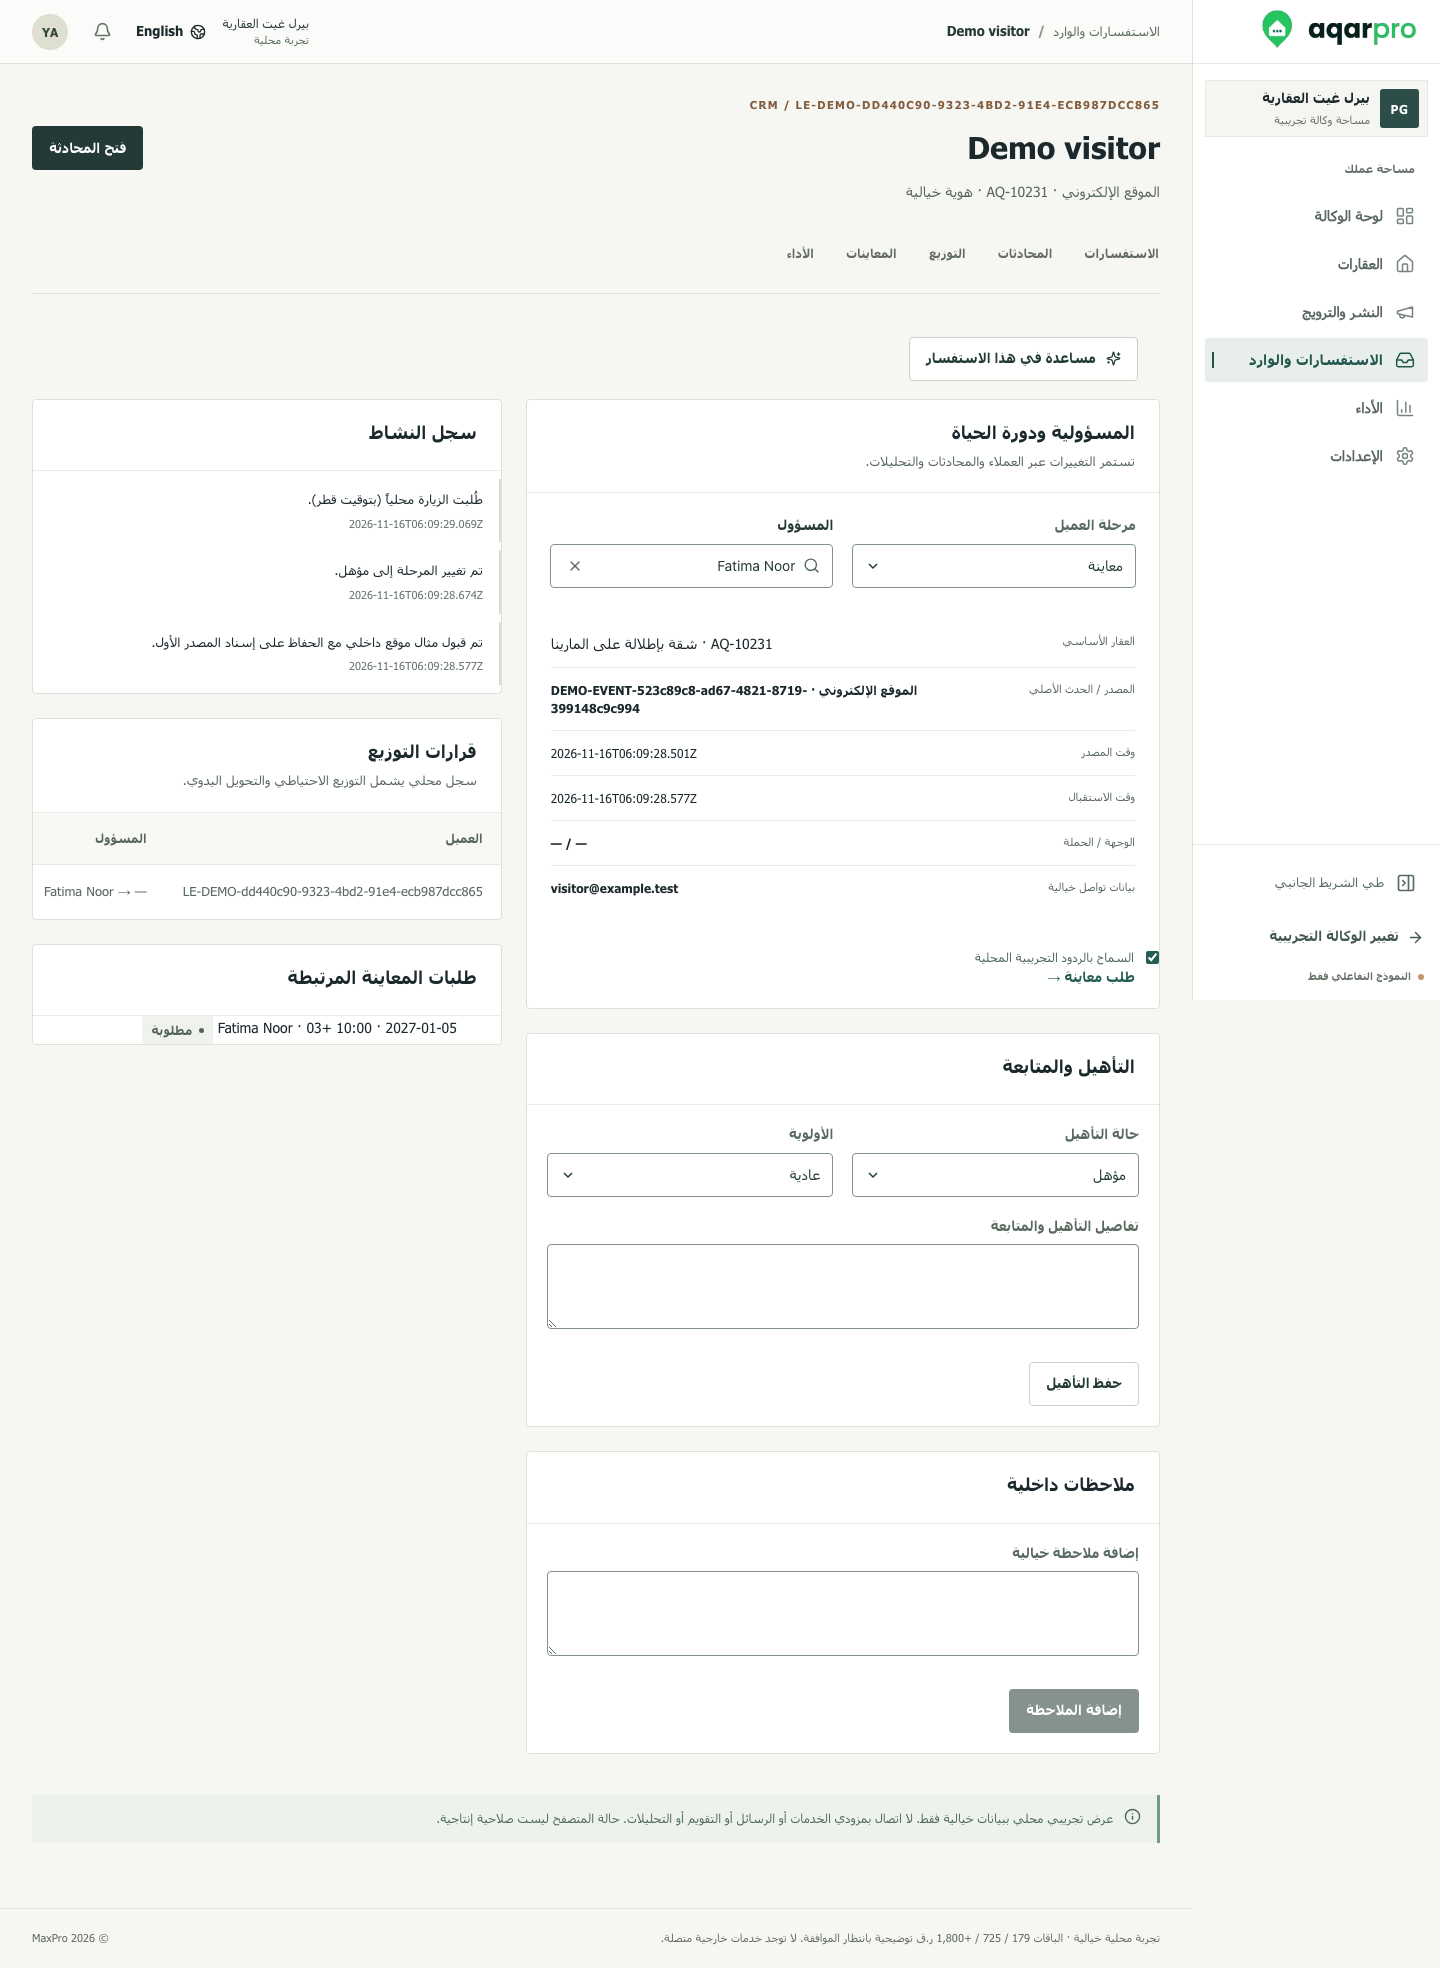 aqarpro
PG
بيرل غيت العقارية
مساحة وكالة تجريبية
مساحة عملك
لوحة الوكالة
العقارات
النشر والترويج
الاستفسارات والوارد
الأداء
الإعدادات
طي الشريط الجانبي
تغيير الوكالة التجريبية
النموذج التفاعلي فقط
الاستفسارات والوارد / Demo visitor
بيرل غيت العقارية
تجربة محلية
English
YA
CRM / LE-DEMO-DD440C90-9323-4BD2-91E4-ECB987DCC865
Demo visitor
الموقع الإلكتروني · AQ-10231 · هوية خيالية
فتح المحادثة
الاستفسارات
المحادثات
التوزيع
المعاينات
الأداء
مساعدة في هذا الاستفسار
المسؤولية ودورة الحياة
تستمر التغييرات عبر العملاء والمحادثات والتحليلات.
مرحلة العميل
المسؤول
معاينة
Fatima Noor
العقار الأساسي
AQ-10231 · شقة بإطلالة على المارينا
المصدر / الحدث الأصلي
الموقع الإلكتروني · DEMO-EVENT-523c89c8-ad67-4821-8719-
399148c9c994
وقت المصدر
2026-11-16T06:09:28.501Z
وقت الاستقبال
2026-11-16T06:09:28.577Z
الوجهة / الحملة
— / —
بيانات تواصل خيالية
visitor@example.test
السماح بالردود التجريبية المحلية
طلب معاينة →
التأهيل والمتابعة
حالة التأهيل
الأولوية
مؤهل
عادية
تفاصيل التأهيل والمتابعة
حفظ التأهيل
ملاحظات داخلية
إضافة ملاحظة خيالية
إضافة الملاحظة
سجل النشاط
طُلبت الزيارة محلياً (بتوقيت قطر).
2026-11-16T06:09:29.069Z
تم تغيير المرحلة إلى مؤهل.
2026-11-16T06:09:28.674Z
تم قبول مثال موقع داخلي مع الحفاظ على إسناد المصدر الأول.
2026-11-16T06:09:28.577Z
قرارات التوزيع
سجل محلي يشمل التوزيع الاحتياطي والتحويل اليدوي.
العميل
المسؤول
LE-DEMO-dd440c90-9323-4bd2-91e4-ecb987dcc865
Fatima Noor → —
طلبات المعاينة المرتبطة
2027-01-05 · 10:00 +03 · Fatima Noor
مطلوبة
عرض تجريبي محلي ببيانات خيالية فقط. لا اتصال بمزودي الخدمات أو الرسائل أو التقويم أو التحليلات. حالة المتصفح ليست صلاحية إنتاجية.
تجربة محلية خيالية · الباقات 179 / 725 / +1,800 ر.ق توضيحية بانتظار الموافقة. لا توجد خدمات خارجية متصلة.
© 2026 MaxPro